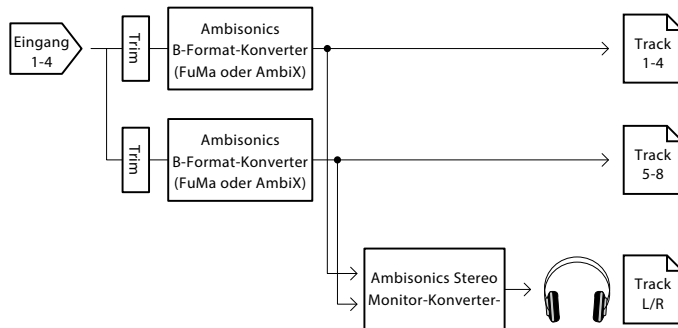 Eingang
1-4
Trim
Ambisonics
B-Format-Konverter
(FuMa oder AmbiX)
Track
1-4
Trim
Ambisonics
B-Format-Konverter
(FuMa oder AmbiX)
Track
5-8
Ambisonics Stereo
Monitor-Konverter-
Track
L/R